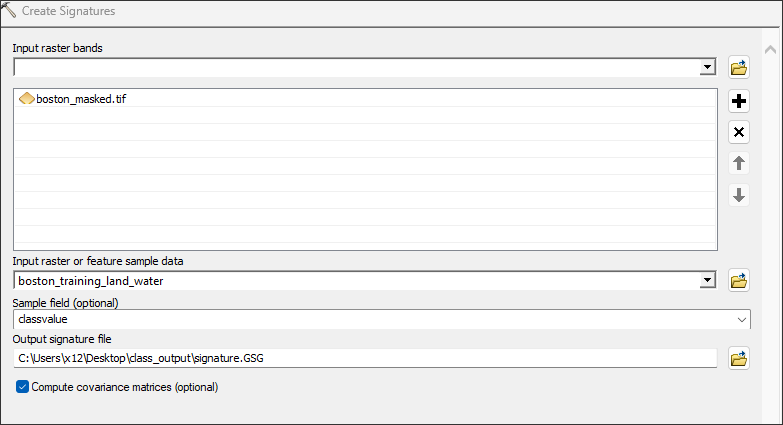 Create Signatures
Input raster bands
boston_masked.tif
Input raster or feature sample data
boston_training_land_water
Sample field (optional)
classvalue
Output signature file
C:\Users\x12\Desktop\class_output\signature.GSG
Compute covariance matrices (optional)